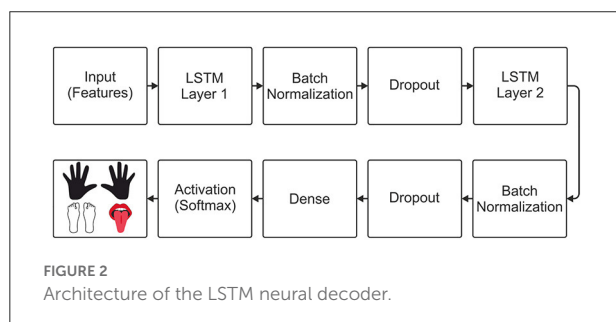 Input
(Features)
LSTM
Layer 1
Batch
Normalization
Dropout
LSTM
Layer 2
Activation
(Softmax)
Dense
Dropout
Batch
Normalization
FIGURE 2
Architecture of the LSTM neural decoder.